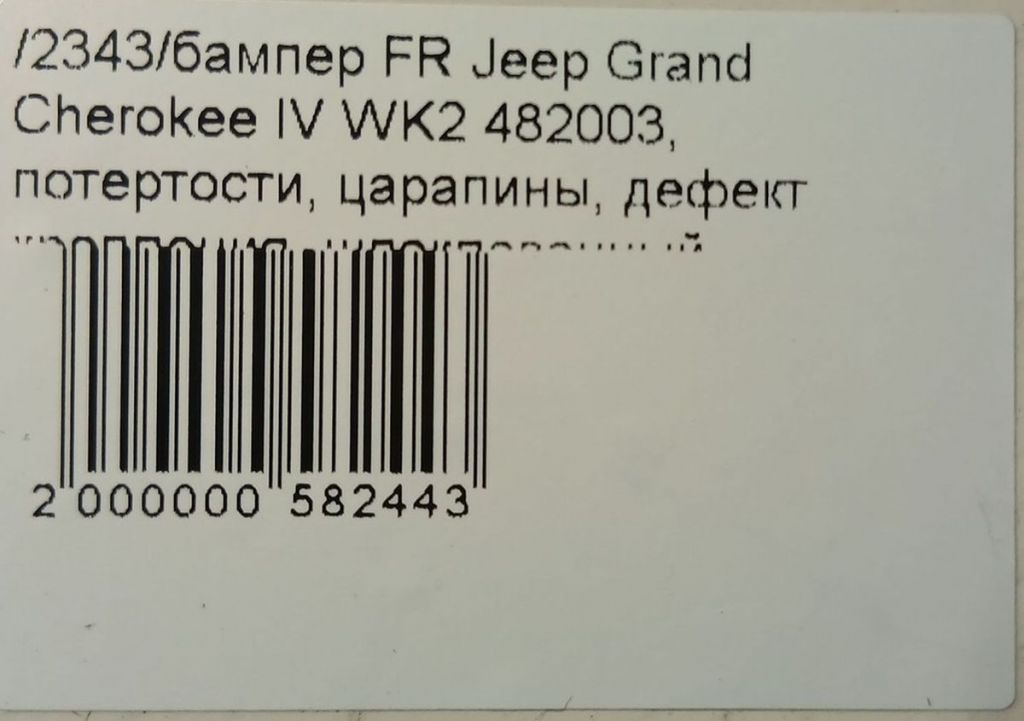 /2343/бампер FR Jeep Grand
Cherokee IV WK2 482003,
потертости, царапины, дефект
2 000000 582443